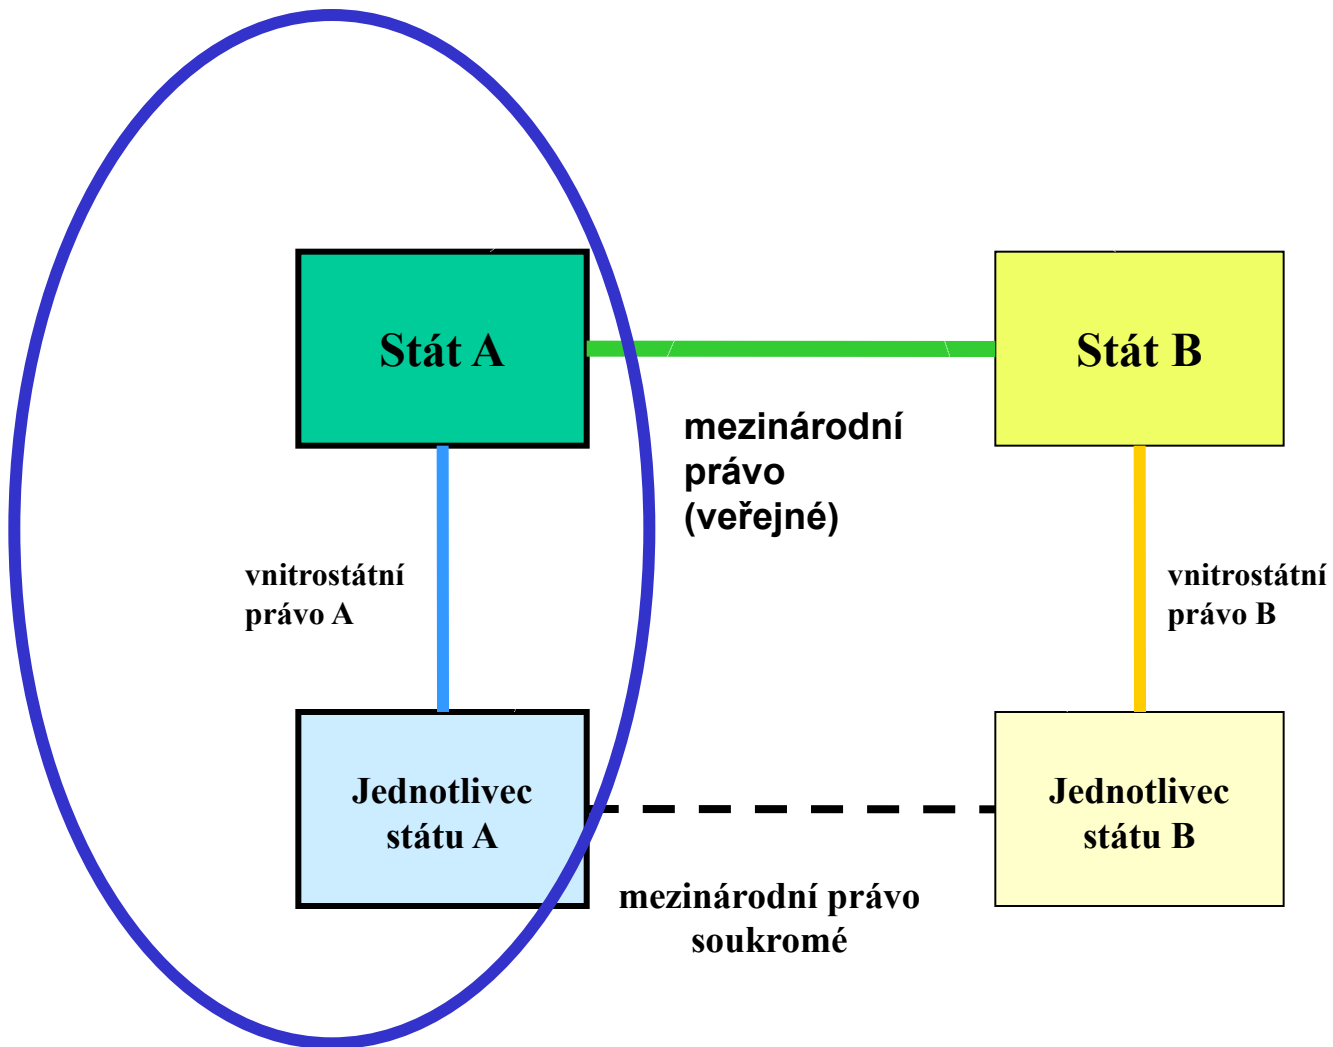 Stát A
Stát B
mezinárodní
právo
(veřejné)
vnitrostátní
právo A
vnitrostátní
právo B
Jednotlivec
státu A
Jednotlivec
státu B
mezinárodní právo
soukromé